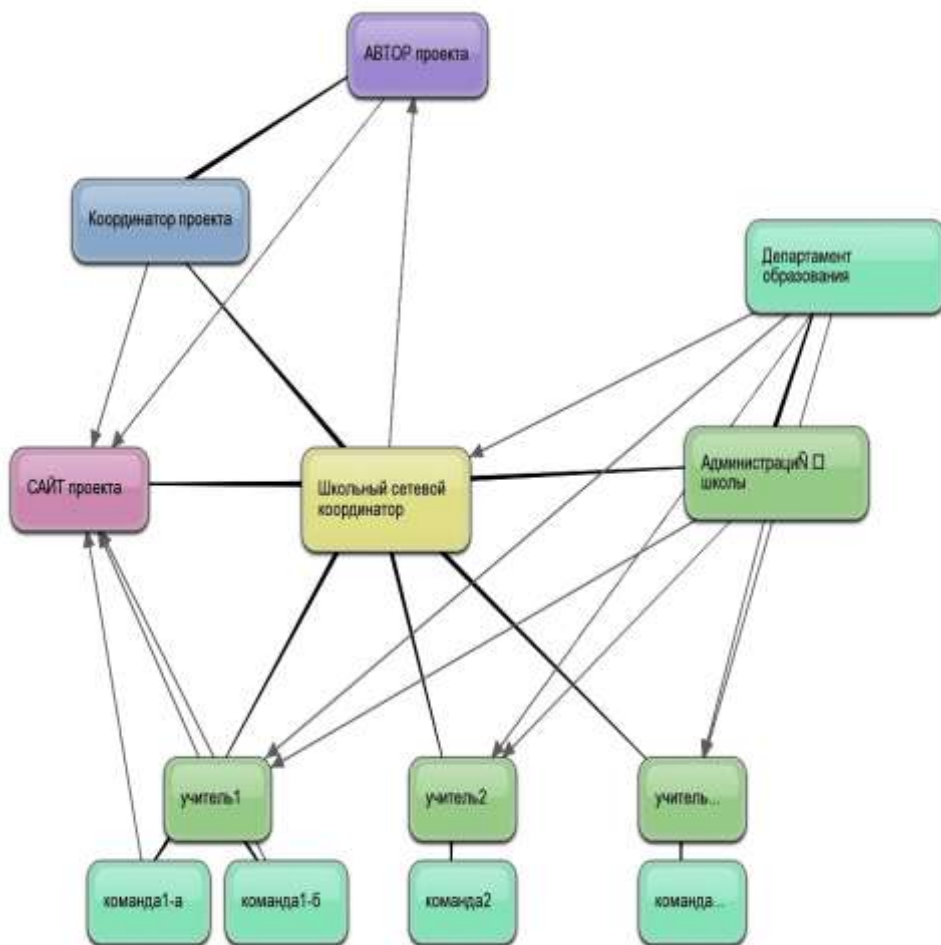 АВТОР проекта
Координатор проекта
Департамент
образования
САЙТ проекта
Школьный сетевой
координатор
АдминистрациÑ □
школы
учитель1
учитель2
учитель...
команда1-а
команда1-б
команда2
команда...